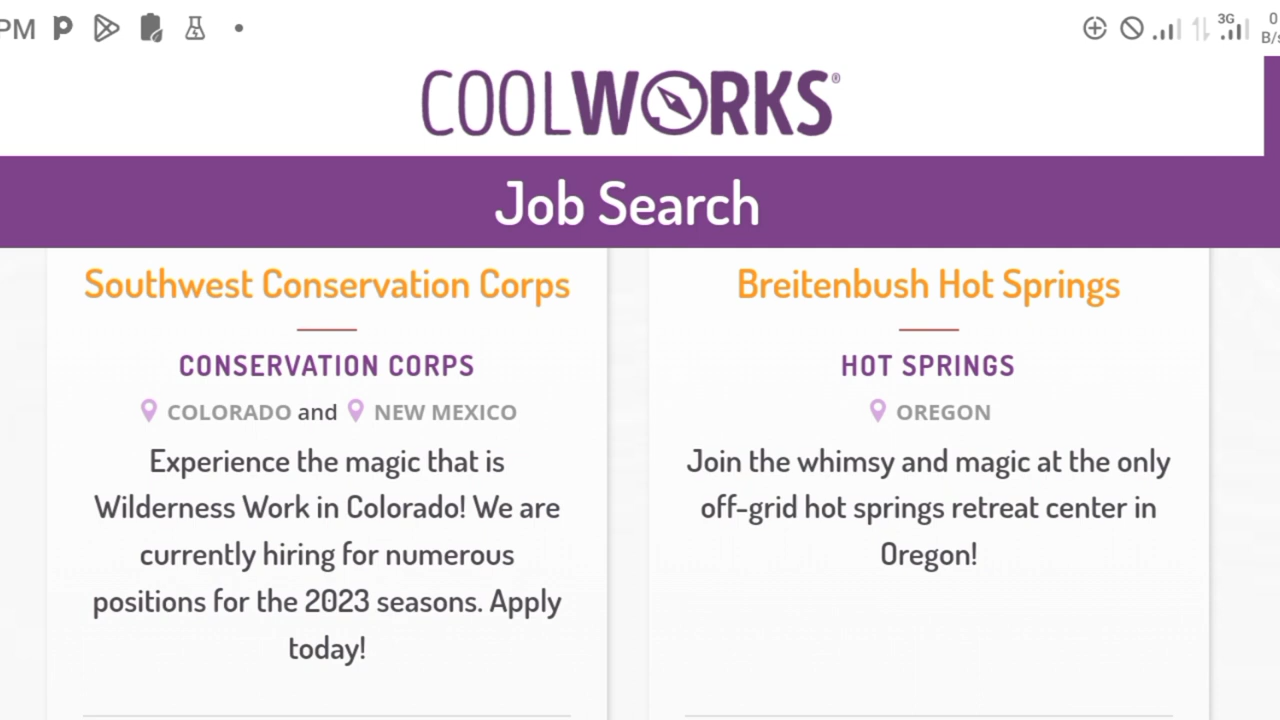 PM
3G
0
B/s
COOLWORKS®
Job Search
Southwest Conservation Corps
CONSERVATION CORPS
COLORADO and NEW MEXICO
Experience the magic that is
Wilderness Work in Colorado! We are
currently hiring for numerous
positions for the 2023 seasons. Apply
today!
Breitenbush Hot Springs
HOT SPRINGS
OREGON
Join the whimsy and magic at the only
off-grid hot springs retreat center in
Oregon!